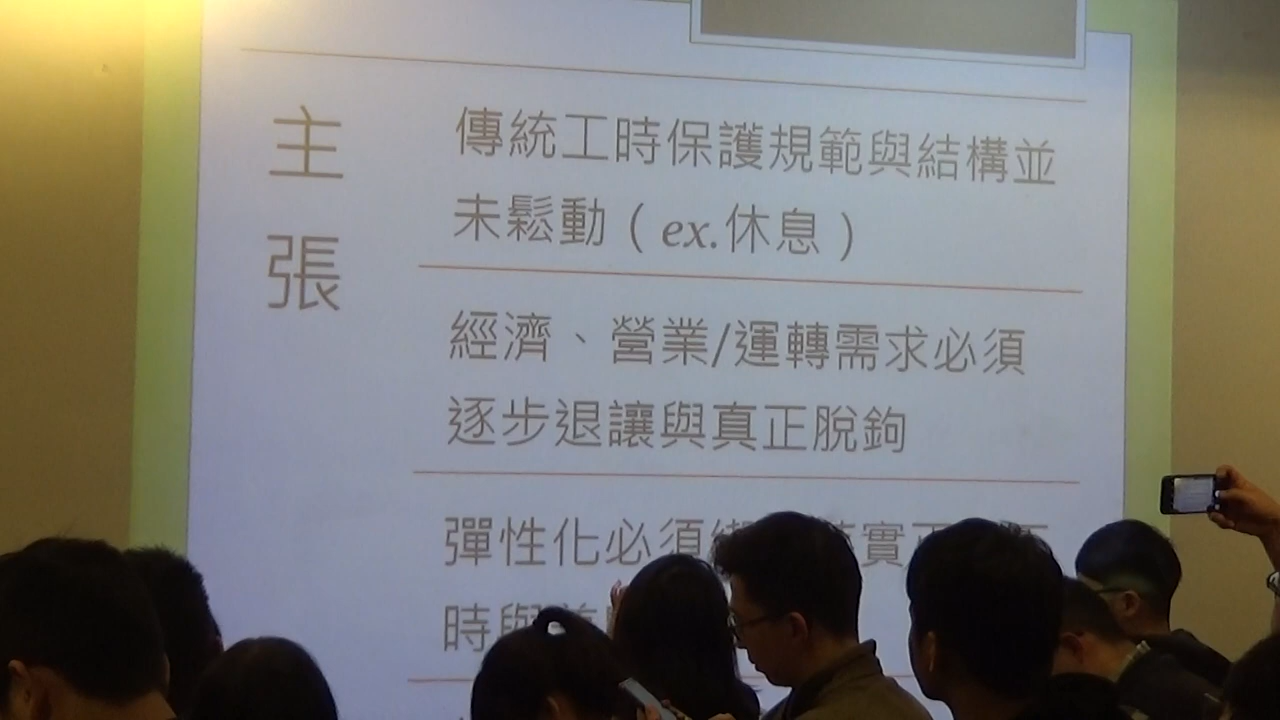 主張
傳統工時保護規範與結構並
未鬆動（ex.休息）
經濟、營業/運轉需求必須
逐步退讓與真正脫鉤
彈性化必須 實
時與